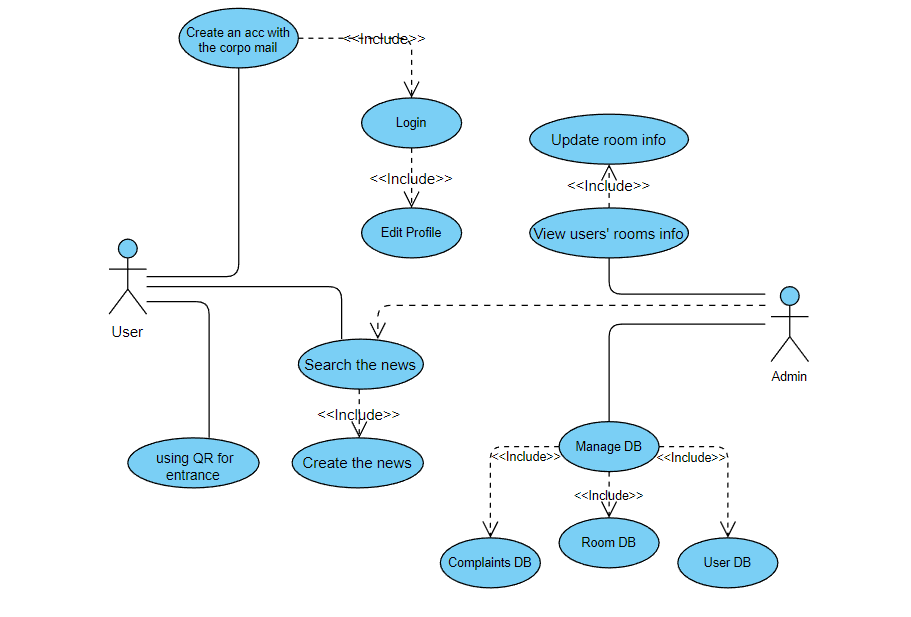 Create an acc with
the corpo mail
<<Include>>
Login
<<Include>>
Edit Profile
Update room info
<<Include>>
View users' rooms info
User
Admin
Search the news
<<Include>>
Create the news
using QR for
entrance
Manage DB
<<Include>>
<<Include>>
<<Include>>
Complaints DB
Room DB
User DB